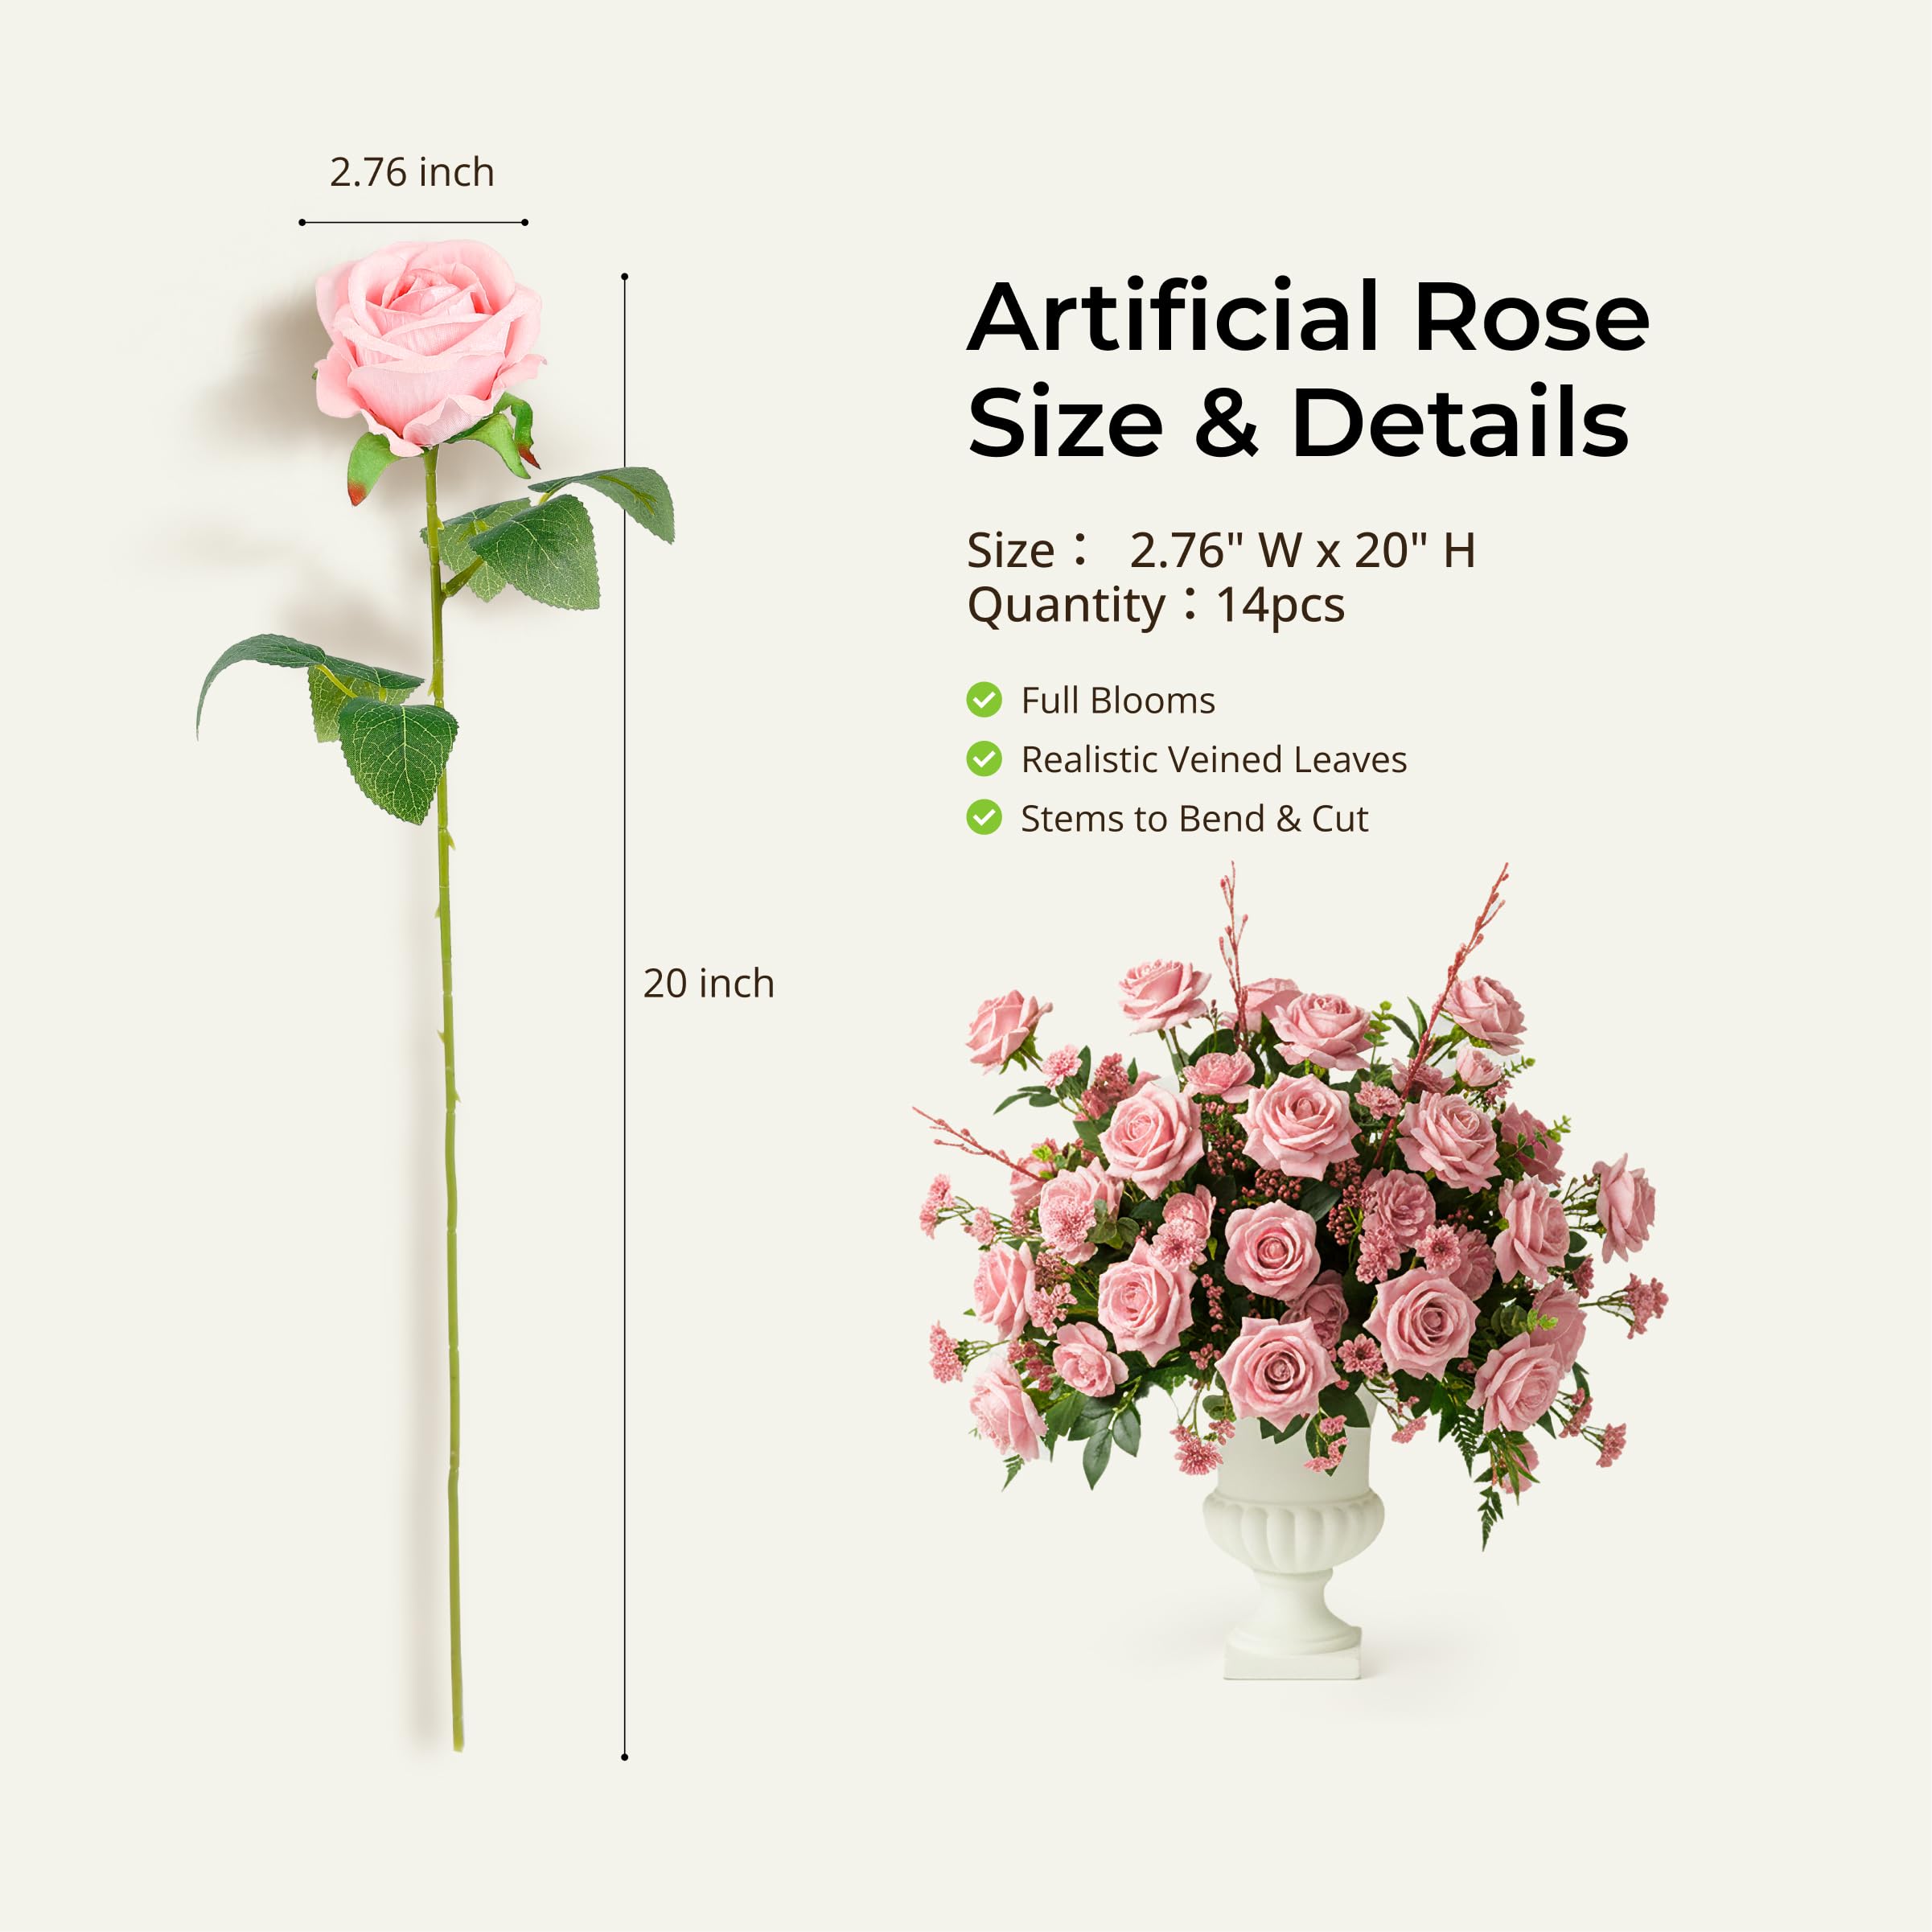 2.76 inch
Artificial Rose
Size & Details
Size： 2.76" W x 20" H
Quantity：14pcs
Full Blooms
Realistic Veined Leaves
Stems to Bend & Cut
20 inch